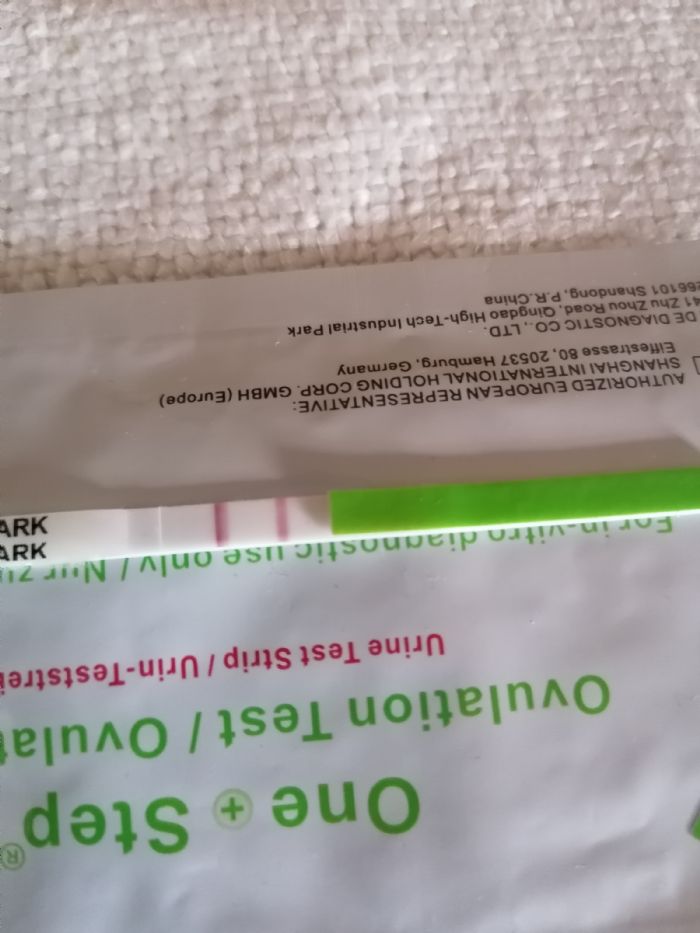 One + Step®
Ovulation Test / Ovulat
Urine Test Strip / Urin-Teststrei
For in-vitro diagnostic use only / Nur zu
ARK
ARK
AUTHORIZED EUROPEAN REPRESENTATIVE:
SHANGHAI INTERNATIONAL HOLDING CORP. GMBH (Europe)
Eiffestrasse 80, 20537 Hamburg, Germany
DE DIAGNOSTIC CO., LTD.
41 Zhu Zhou Road, Qingdao High-Tech Industrial Park
266101 Shandong, P.R.China